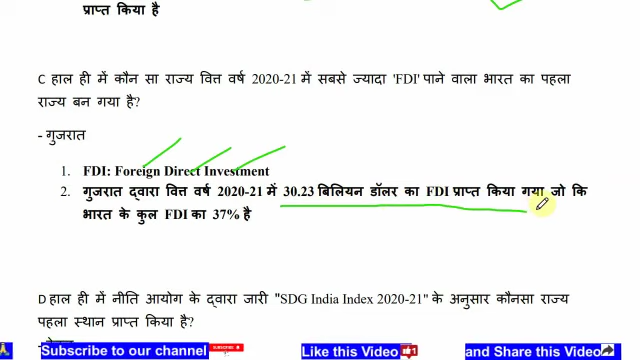 प्राप्त किया है
C हाल ही में कौन सा राज्य वित्त वर्ष 2020-21 में सबसे ज्यादा 'FDI' पाने वाला भारत का पहला
राज्य बन गया है?
- गुजरात
1. FDI: Foreign Direct Investment
2. गुजरात द्वारा वित्त वर्ष 2020-21 में 30.23 बिलियन डॉलर का FDI प्राप्त किया गया जो कि
भारत के कुल FDI का 37% है
D हाल ही में नीति आयोग के द्वारा जारी "SDG India Index 2020-21" के अनुसार कौनसा राज्य
पहला स्थान प्राप्त किया है?
Subscribe to our channel SUBSCRIBE Like this Video +1 and Share this Video